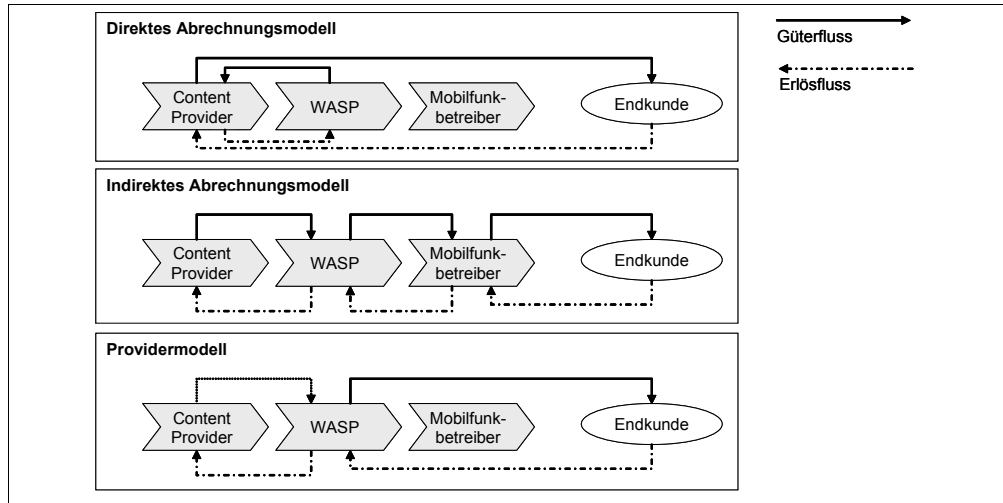 Direktes Abrechnungsmodell
Güterfluss
Erlösfluss
Content
Provider
WASP
Mobilfunk-
betreiber
Endkunde
Indirektes Abrechnungsmodell
Content
Provider
WASP
Mobilfunk-
betreiber
Endkunde
Providermodell
Content
Provider
WASP
Mobilfunk-
betreiber
Endkunde